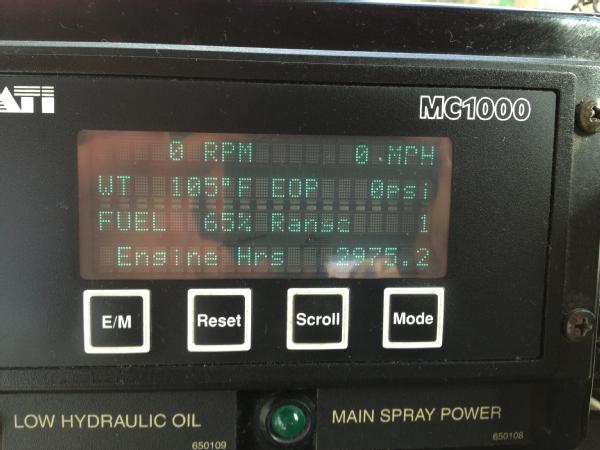 ATI MC1000
0 RPM 0 MPH
WT 105°F EOP 0psi
FUEL 65% Range 1
Engine Hrs 2975.2
E/M Reset Scroll Mode
LOW HYDRAULIC OIL MAIN SPRAY POWER
650109 650108